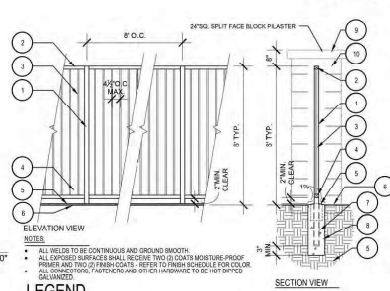 8' O.C.
24"SQ. SPLIT FACE BLOCK PILASTER
2
3
1
4½"O.C
MAX.
5' TYP.
2"MIN.
CLEAR
4
5
6
ELEVATION VIEW
9
8"
10
2
1
3
4
5
6
7
8
5
5' TYP.
2"MIN.
CLEAR
3"
MIN.
SECTION VIEW
NOTES:
• ALL WELDS TO BE CONTINUOUS AND GROUND SMOOTH.
• ALL EXPOSED SURFACES SHALL RECEIVE TWO (2) COATS MOISTURE-PROOF
PRIMER AND TWO (2) FINISH COATS - REFER TO FINISH SCHEDULE FOR COLOR.
• ALL CONNECTORS, FASTENERS AND OTHER HARDWARE TO BE HOT DIPPED
GALVANIZED.
LEGEND